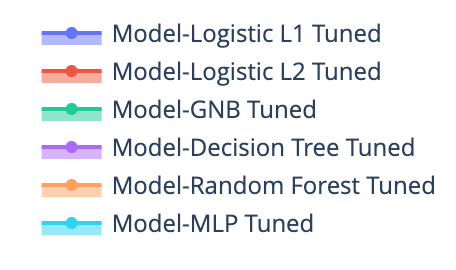 Model-Logistic L1 Tuned
Model-Logistic L2 Tuned
Model-GNB Tuned
Model-Decision Tree Tuned
Model-Random Forest Tuned
Model-MLP Tuned